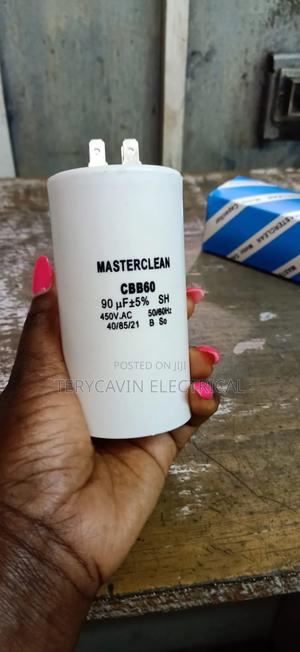 MASTERCLEAN
CBB60
90 µF±5% SH
450V.AC 50/60Hz
40/85/21 B So
POSTED ON JIJI
TERYCAVIN ELECTRICAL